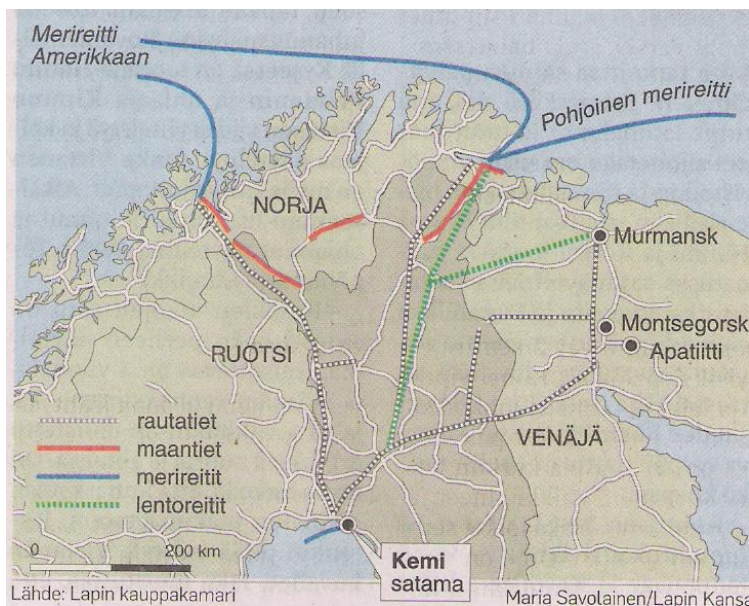 Merireitti
Amerikkaan
Pohjoinen merireitti
NORJA
Murmansk
Montsegorsk
Apatiitti
RUOTSI
VENÄJÄ
rautatiet
maantiet
merireitit
lentoreitit
0 200 km
Kemi
satama
Lähde: Lapin kauppakamari
Maria Savolainen/Lapin Kansa